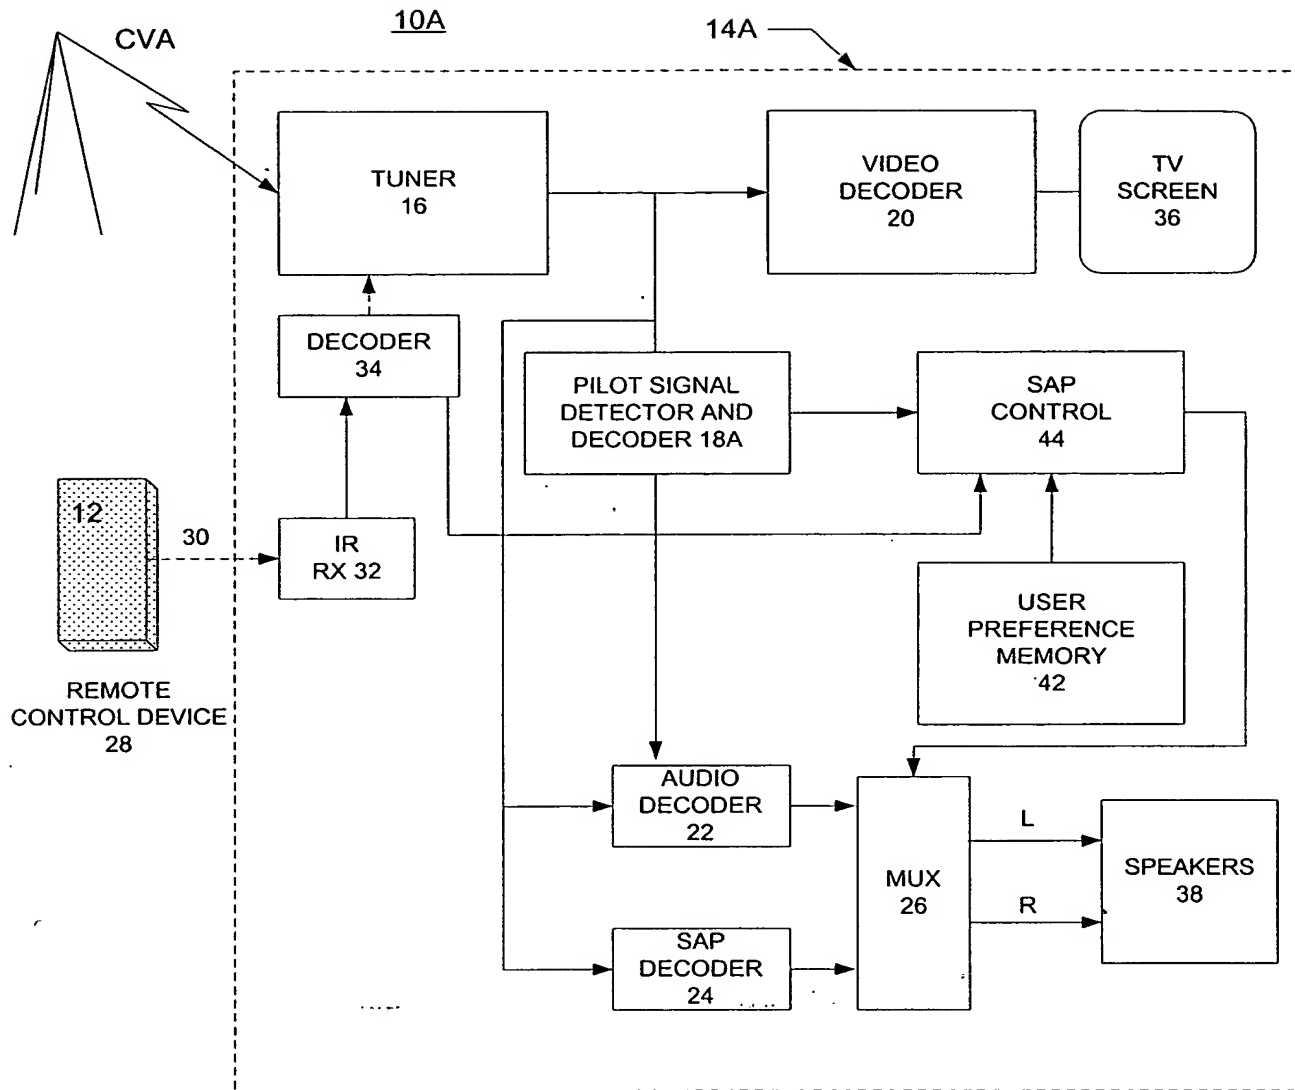 10A
CVA
14A
TUNER
16
VIDEO
DECODER
20
TV
SCREEN
36
DECODER
34
PILOT SIGNAL
DETECTOR AND
DECODER 18A
SAP
CONTROL
44
12
30
IR
RX 32
USER
PREFERENCE
MEMORY
42
REMOTE
CONTROL DEVICE
28
AUDIO
DECODER
22
MUX
26
L
R
SPEAKERS
38
SAP
DECODER
24